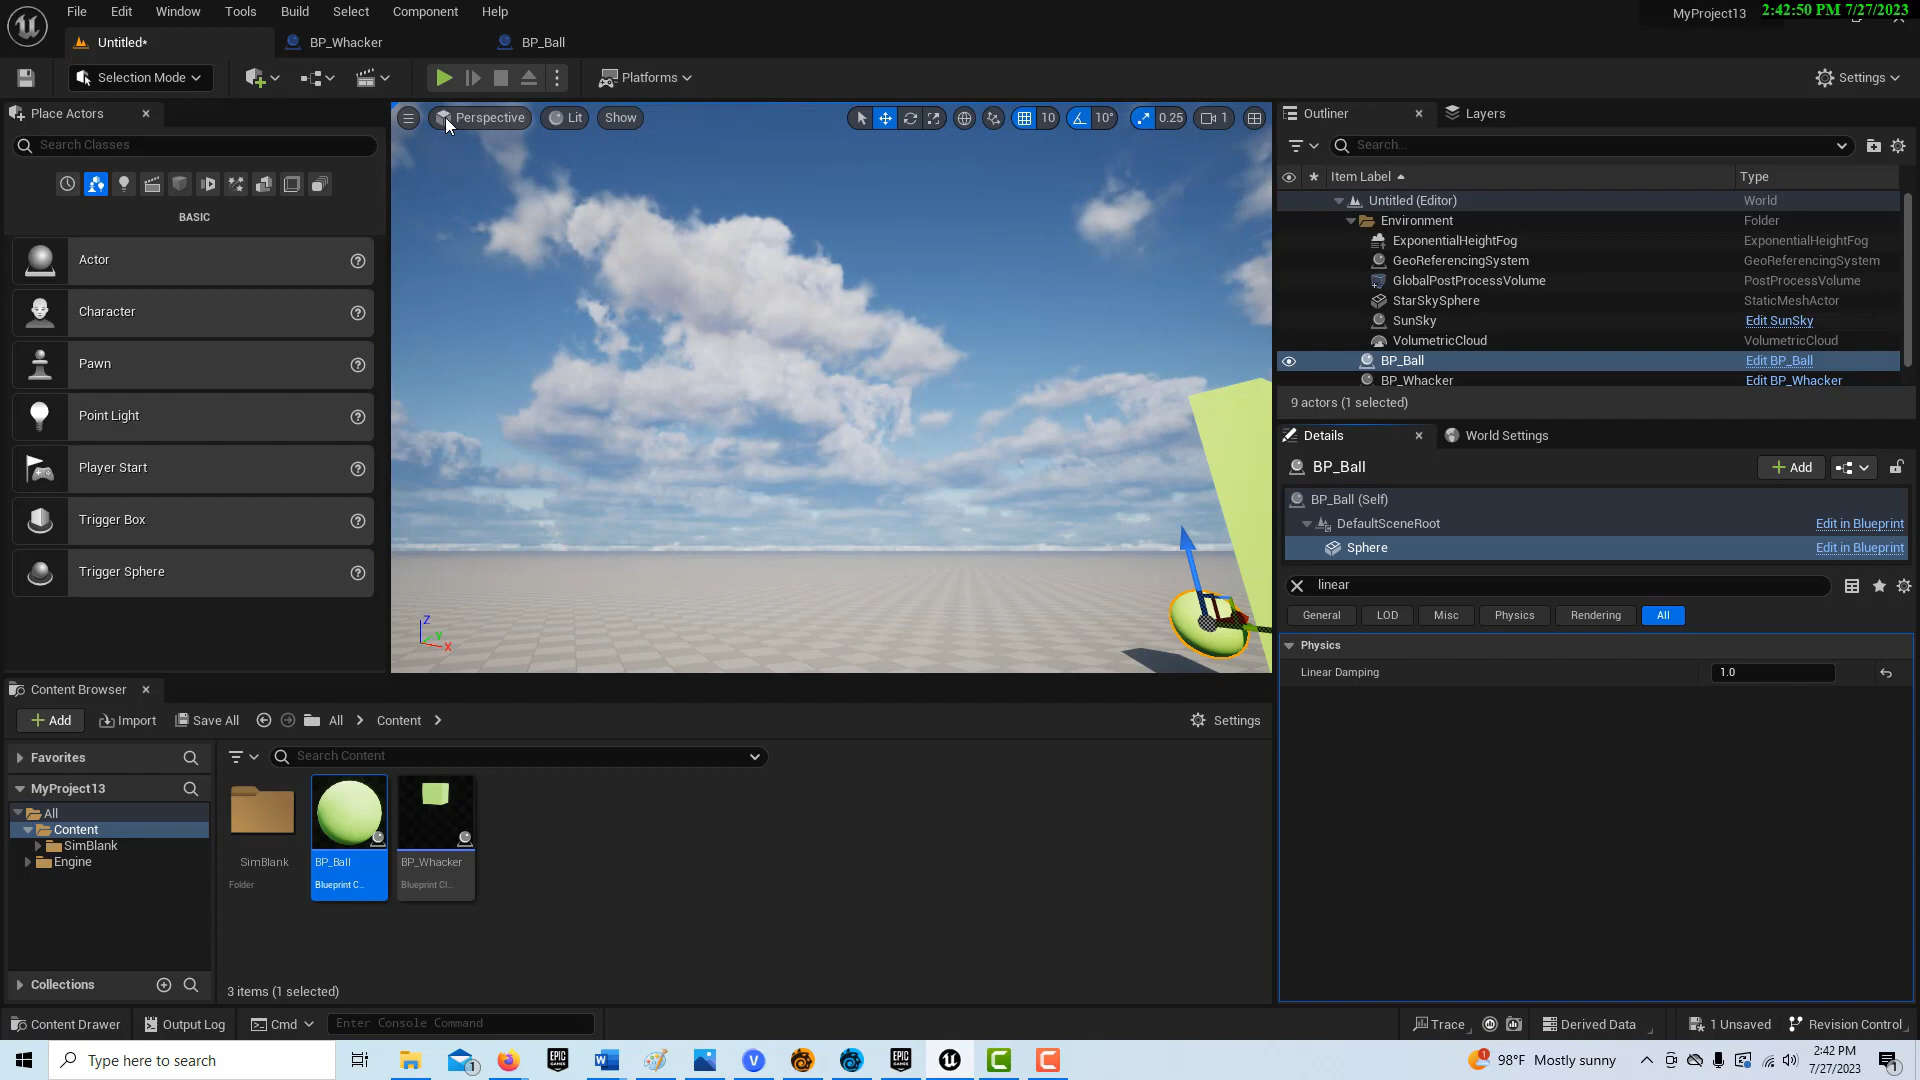 File Edit Window Tools Build Select Component Help
MyProject13
2:42:50 PM 7/27/2023
Untitled*
BP_Whacker
BP_Ball
Selection Mode
Platforms
Settings
Place Actors
Search Classes
BASIC
Actor
Character
Pawn
Point Light
Player Start
Trigger Box
Trigger Sphere
Perspective
Lit
Show
10
10°
0.25
1
Z
Y
X
Outliner
Layers
Search...
Item Label
Type
Untitled (Editor) World
Environment Folder
ExponentialHeightFog ExponentialHeightFog
GeoReferencingSystem GeoReferencingSystem
GlobalPostProcessVolume PostProcessVolume
StarSkySphere StaticMeshActor
SunSky Edit SunSky
VolumetricCloud VolumetricCloud
BP_Ball Edit BP_Ball
BP_Whacker Edit BP_Whacker
9 actors (1 selected)
Details
World Settings
BP_Ball
Add
BP_Ball (Self)
DefaultSceneRoot Edit in Blueprint
Sphere Edit in Blueprint
linear
General LOD Misc Physics Rendering All
Physics
Linear Damping 1.0
Content Browser
Add Import Save All All Content Settings
Favorites
Search Content
MyProject13
All
Content
SimBlank
Engine
Collections
SimBlank
Folder
BP_Ball
Blueprint C...
BP_Whacker
Blueprint Cl...
3 items (1 selected)
Content Drawer Output Log Cmd Enter Console Command Trace Derived Data 1 Unsaved Revision Control
Type here to search
1
EPIC GAMES
W
V
EPIC GAMES
C
C
1
98°F Mostly sunny
2:42 PM
7/27/2023
1